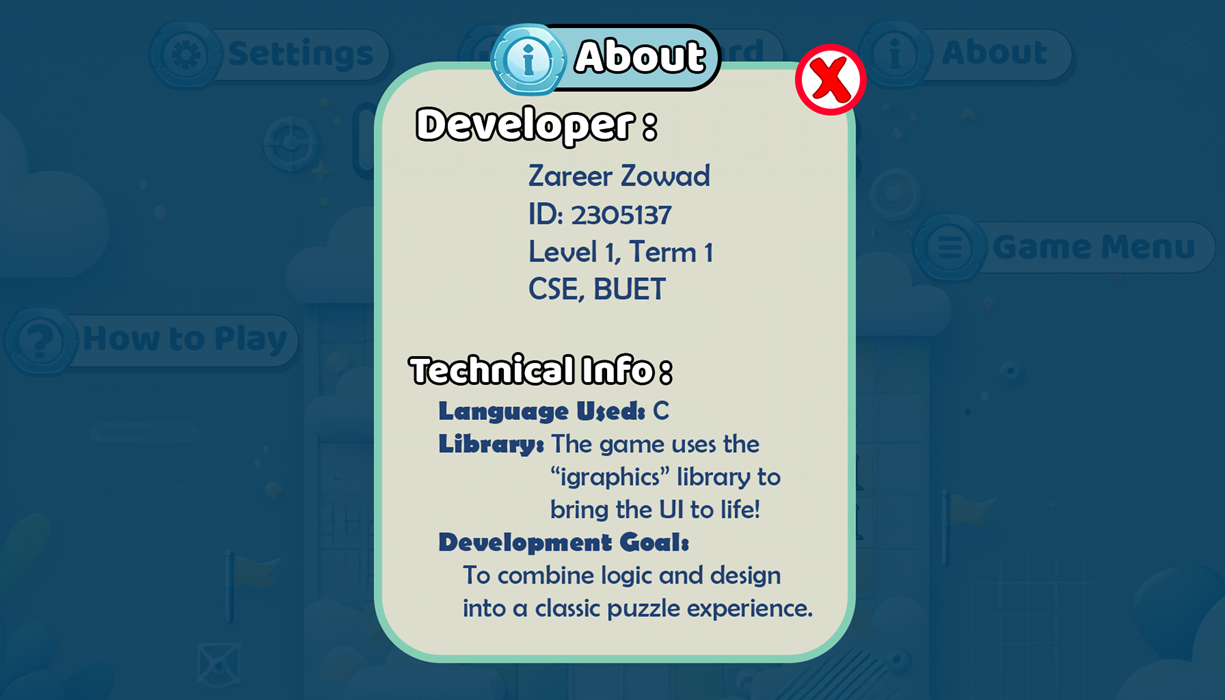 Settings
rd
About
About
Developer :
Zareer Zowad
ID: 2305137
Level 1, Term 1
CSE, BUET
Game Menu
How to Play
Technical Info :
Language Used: C
Library: The game uses the
“igraphics” library to
bring the UI to life!
Development Goal:
To combine logic and design
into a classic puzzle experience.